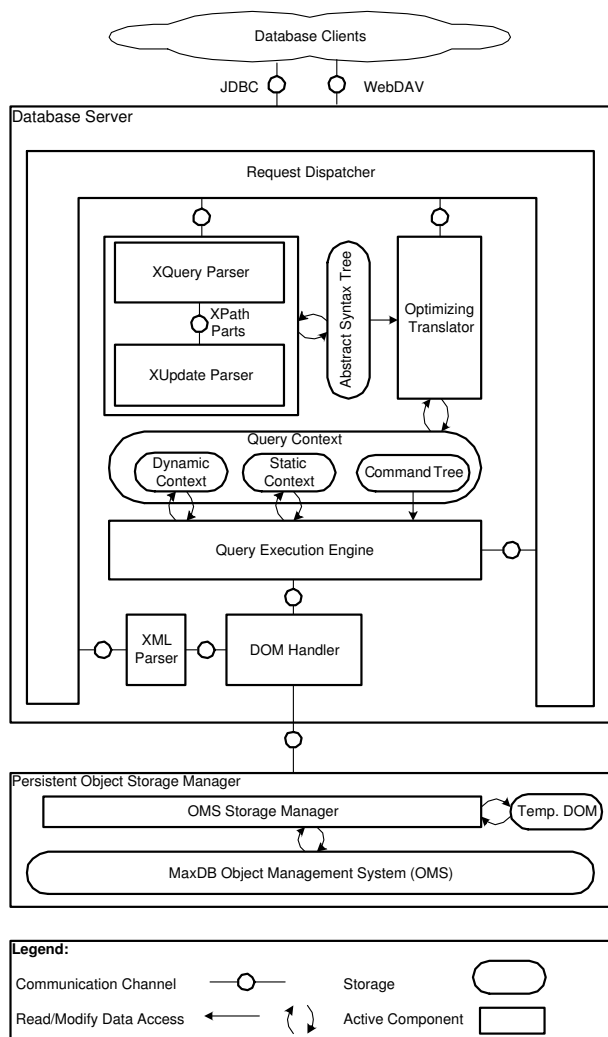 Database Clients
JDBC
WebDAV
Database Server
Request Dispatcher
XQuery Parser
XPath
Parts
XUpdate Parser
Abstract Syntax Tree
Optimizing
Translator
Query Context
Dynamic
Context
Static
Context
Command Tree
Query Execution Engine
XML
Parser
DOM Handler
Persistent Object Storage Manager
OMS Storage Manager
Temp. DOM
MaxDB Object Management System (OMS)
Legend:
Communication Channel
Storage
Read/Modify Data Access
Active Component